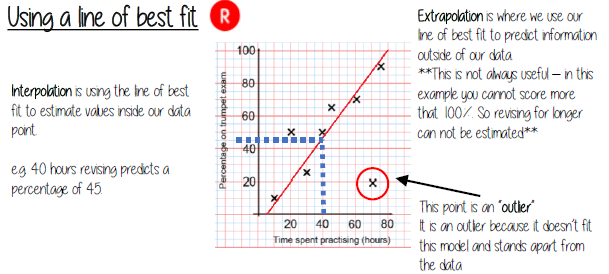 Using a line of best fit
R
Interpolation is using the line of best
fit to estimate values inside our data
point.
e.g. 40 hours revising predicts a
percentage of 45.
Percentage on trumpet exam
100
80
60
40
20
20 40 60 80
Time spent practising (hours)
Extrapolation is where we use our
line of best fit to predict information
outside of our data
**This is not always useful – in this
example you cannot score more
that 100%. So revising for longer
can not be estimated**
This point is an "outlier"
It is an outlier because it doesn't fit
this model and stands apart from
the data